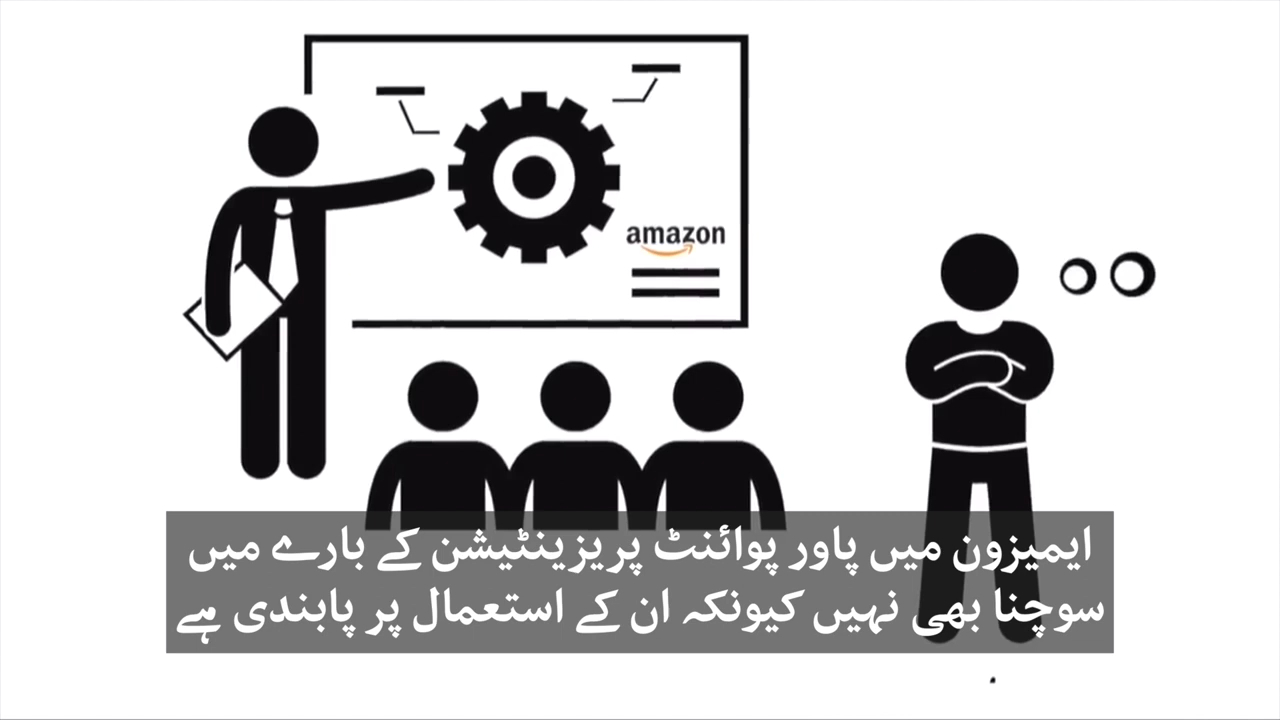 amazon
ایمیزون میں پاور پوائنٹ پریزینٹیشن کے بارے میں
سوچنا بھی نہیں کیونکہ ان کے استعمال پر پابندی ہے